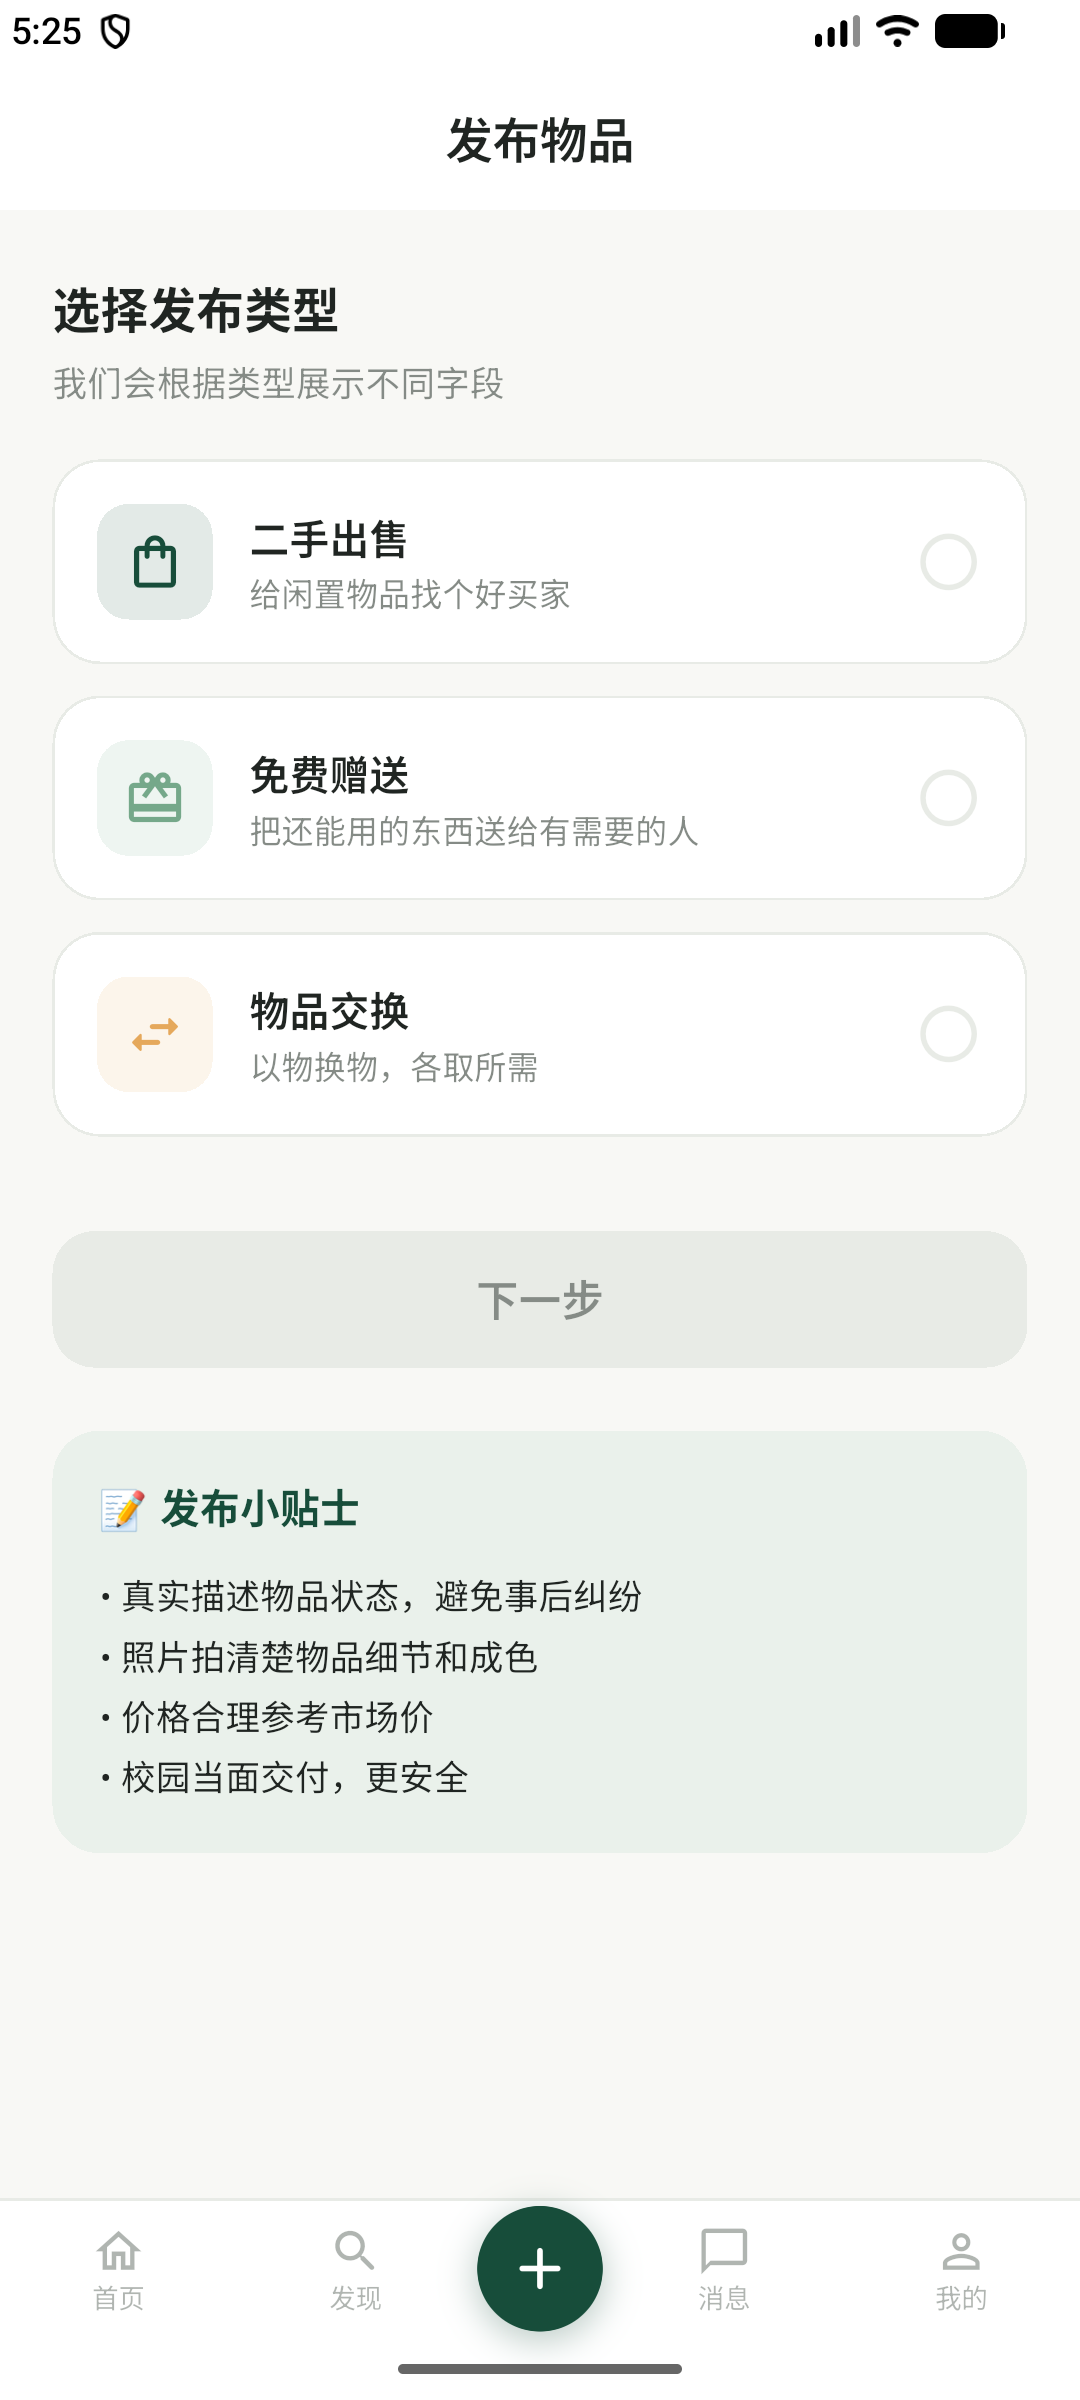 5:25
发布物品
选择发布类型
我们会根据类型展示不同字段
二手出售
给闲置物品找个好买家
免费赠送
把还能用的东西送给有需要的人
物品交换
以物换物，各取所需
下一步
📝 发布小贴士
· 真实描述物品状态，避免事后纠纷
· 照片拍清楚物品细节和成色
· 价格合理参考市场价
· 校园当面交付，更安全
首页
发现
消息
我的